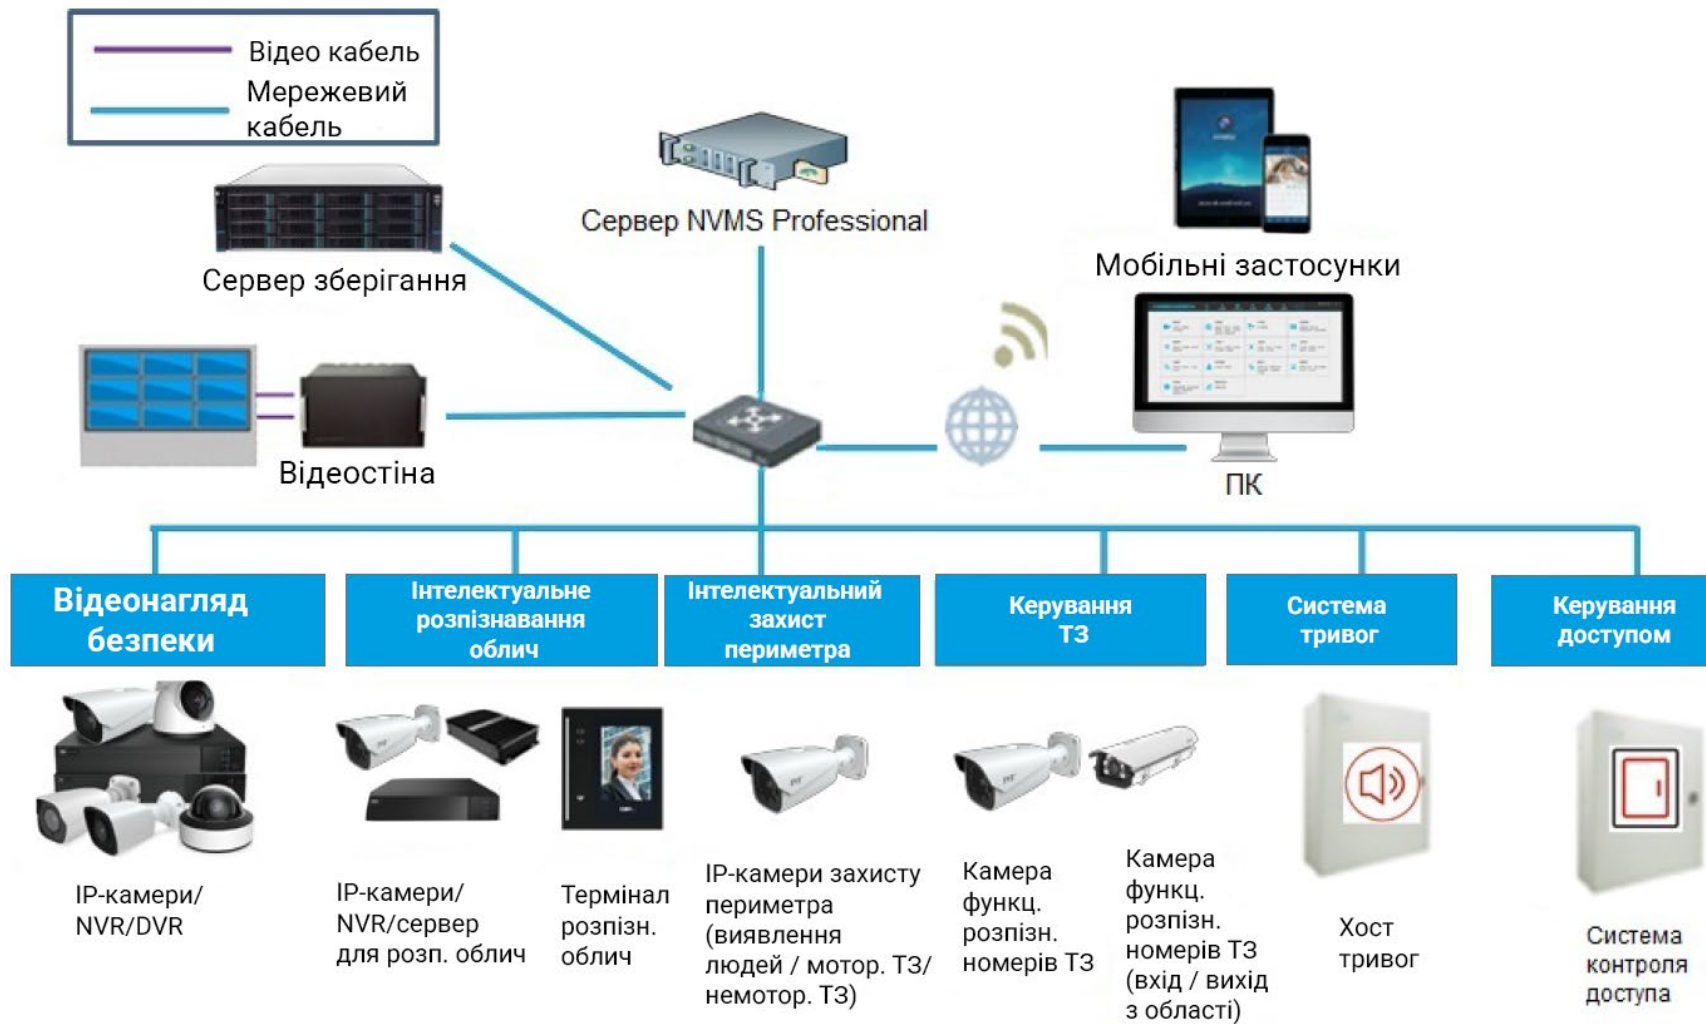 Відео кабель
Мережевий
кабель
Сервер зберігання
Сервер NVMS Professional
Мобільні застосунки
Відеостіна
ПК
Відеонагляд
безпеки
Інтелектуальне
розпізнавання
облич
Інтелектуальний
захист
периметра
Керування
ТЗ
Система
тривог
Керування
доступом
IP-камери/
NVR/DVR
IP-камери/
NVR/сервер
для розп. облич
Термінал
розпізн.
облич
IP-камери захисту
периметра
(виявлення
людей / мотор. ТЗ/
немотор. ТЗ)
Камера
функц.
розпізн.
номерів ТЗ
Камера
функц.
розпізн.
номерів ТЗ
(вхід / вихід
з області)
Хост
тривог
Система
контроля
доступа